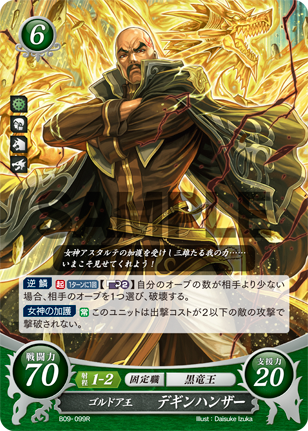 6
SAMPLE
女神アスタルテの加護を受けし三雄たる我の力……
いまこそ見せてくれよう!
逆鱗 起 1ターンに1回 2 自分のオーブの数が相手より少ない
場合、相手のオーブを1つ選び、破壊する。
女神の加護 常 このユニットは出撃コストが2以下の敵の攻撃で
撃破されない。
戦闘力
70
射程 1-2 固定職 黒竜王
支援力
20
ゴルドア王 デギンハンザー
B09-099R
Illust:Daisuke Izuka